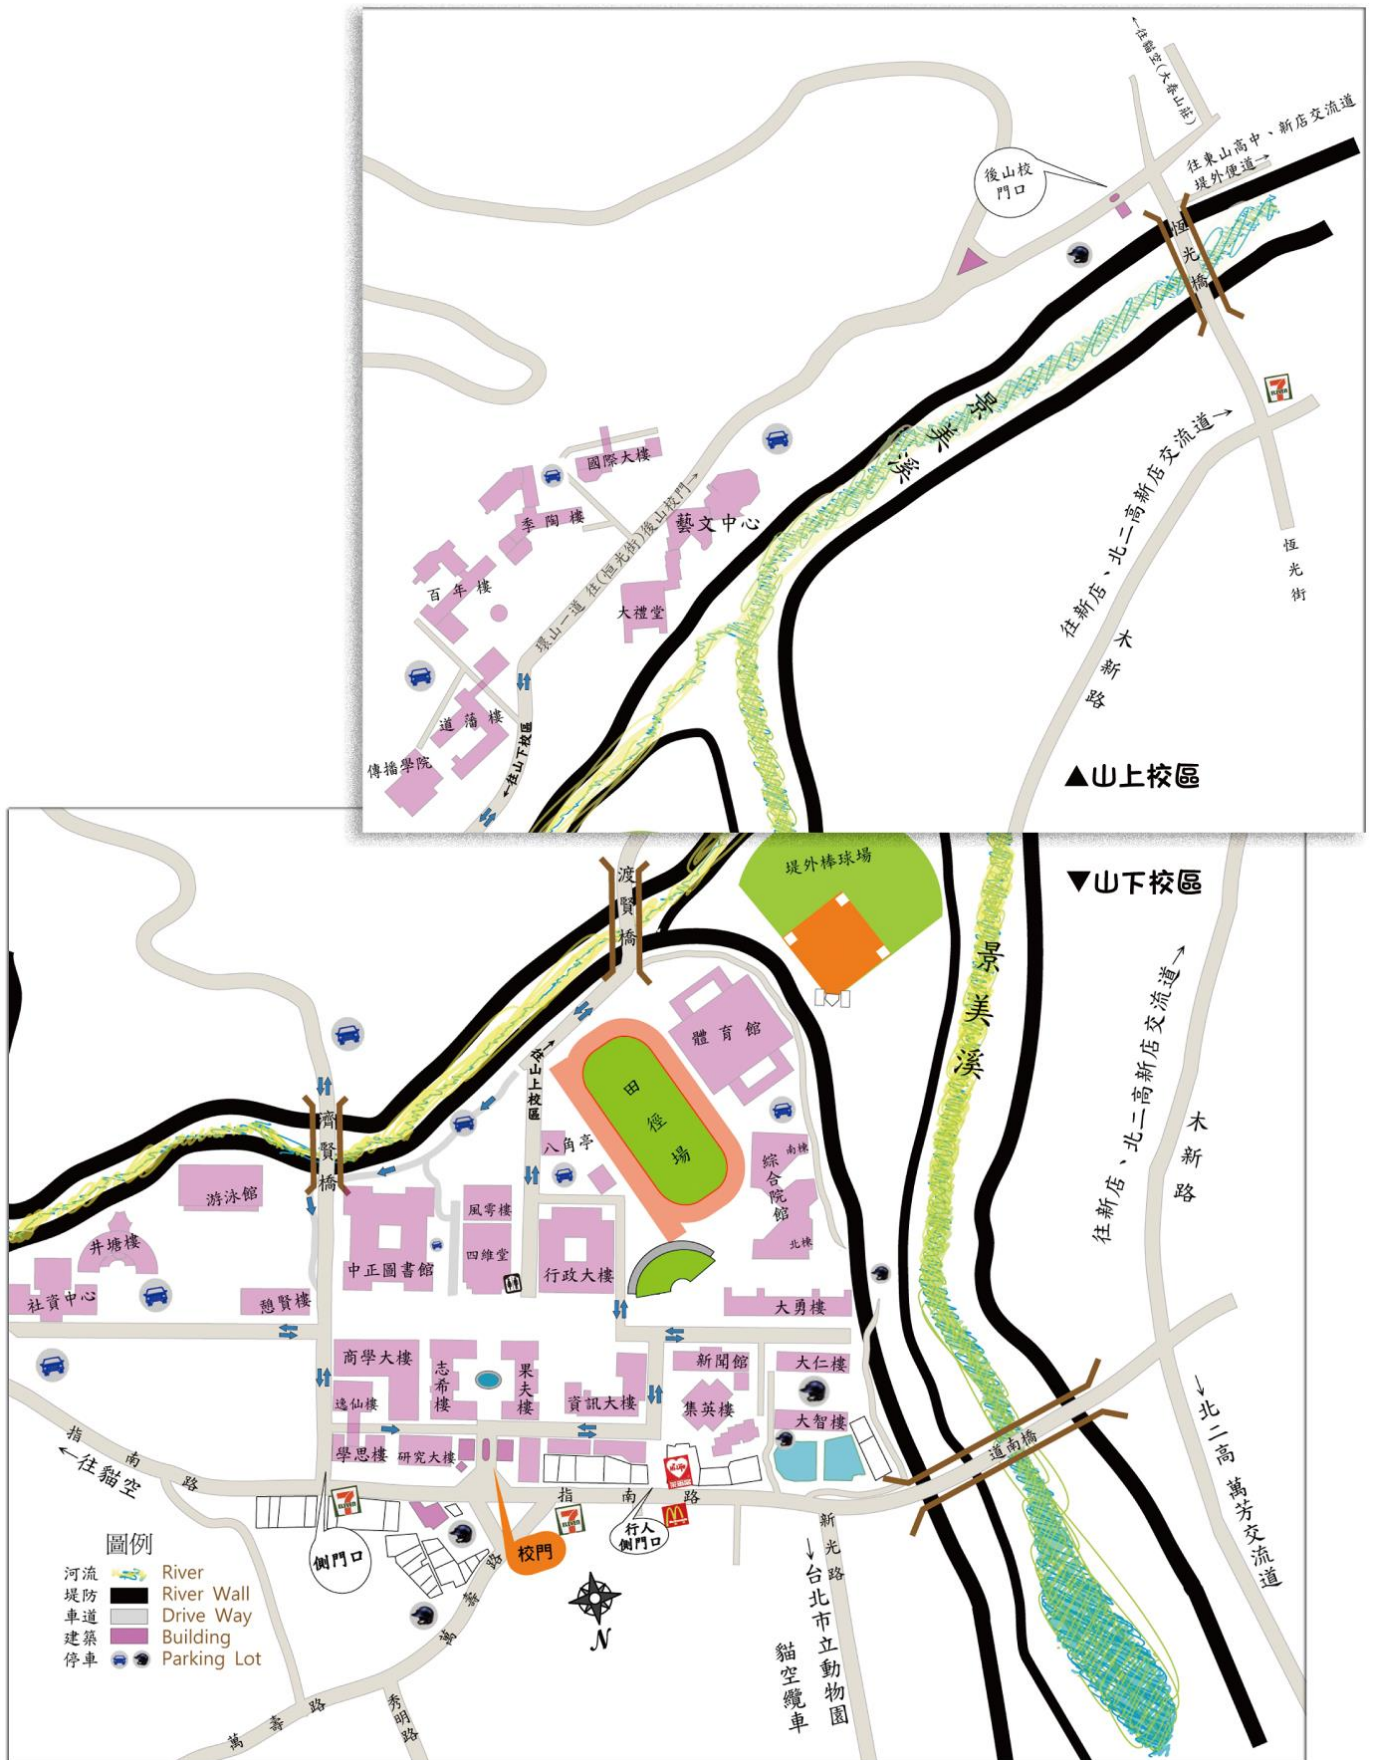 ←往貓空(大春山莊)
往東山高中、新店交流道
堤外便道→
後山校
門口
恆光橋
景美溪
7
ELEVEN
往新店、北二高新店交流道→
恆光街
木新路
國際大樓
季陶樓
藝文中心
百年樓
大禮堂
環山一道 往(恆光街)後山校門→
道藩樓
傳播學院
←往山下校區
▲山上校區
▼山下校區
堤外棒球場
渡賢橋
景美溪
體育館
田徑場
往山上校區→
八角亭
綜合院館
南棟
北棟
濟賢橋
游泳館
井塘樓
社資中心
憩賢樓
中正圖書館
風雩樓
四維堂
行政大樓
大勇樓
商學大樓
志希樓
果夫樓
資訊大樓
新聞館
大仁樓
逸仙樓
集英樓
大智樓
學思樓
研究大樓
道南橋
往新店、北二高新店交流道→
木新路
→北二高 萬芳交流道
指南路
←往貓空
指南路
7
ELEVEN
7
ELEVEN
側門口
校門
行人
側門口
新光路
→台北市立動物園
貓空纜車
萬壽路
萬壽路
秀明路
N
圖例
河流 River
堤防 River Wall
車道 Drive Way
建築 Building
停車 Parking Lot